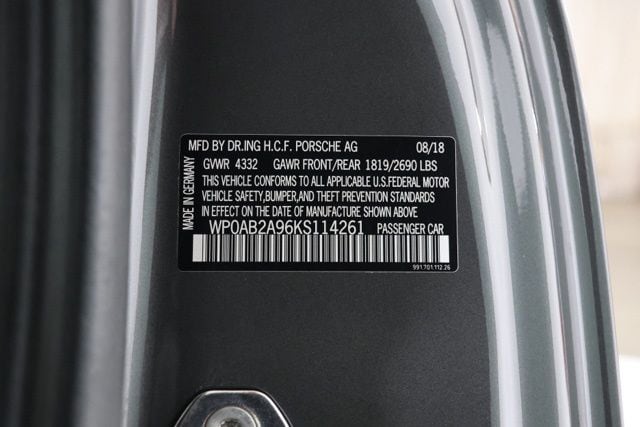 MFD BY DR.ING H.C.F. PORSCHE AG 08/18
GVWR 4332 GAWR FRONT/REAR 1819/2690 LBS
THIS VEHICLE CONFORMS TO ALL APPLICABLE U.S.FEDERAL MOTOR
VEHICLE SAFETY,BUMPER,AND THEFT PREVENTION STANDARDS
IN EFFECT ON THE DATE OF MANUFACTURE SHOWN ABOVE
WP0AB2A96KS114261 PASSENGER CAR
991.701.112.26
MADE IN GERMANY